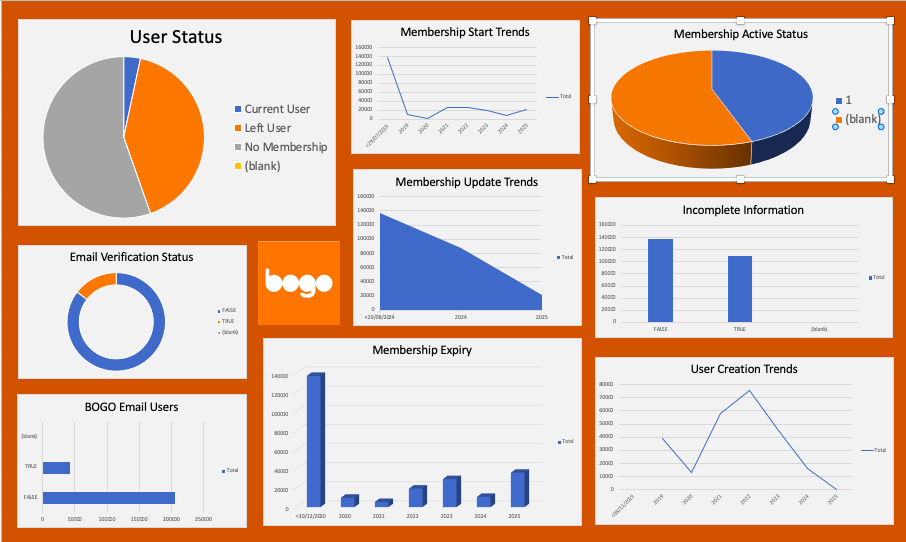 User Status
Current User
Left User
No Membership
(blank)
Membership Start Trends
160000
140000
120000
100000
80000
60000
40000
20000
0
2019
2020
2021
2022
2023
2024
2025
Total
Membership Active Status
1
(blank)
Membership Update Trends
160000
140000
120000
100000
80000
60000
40000
20000
0
<29/08/2024
2024
2025
Total
Incomplete Information
160000
140000
120000
100000
80000
60000
40000
20000
0
FALSE
TRUE
(blank)
Total
Email Verification Status
FALSE
TRUE
(blank)
bogo
Membership Expiry
140000
120000
100000
80000
60000
40000
20000
0
<30/12/2020
2020
2021
2022
2023
2024
2025
Total
User Creation Trends
80000
70000
60000
50000
40000
30000
20000
10000
0
<08/11/2019
2019
2020
2021
2022
2023
2024
2025
Total
BOGO Email Users
(blank)
TRUE
FALSE
0
50000
100000
150000
200000
250000
Total